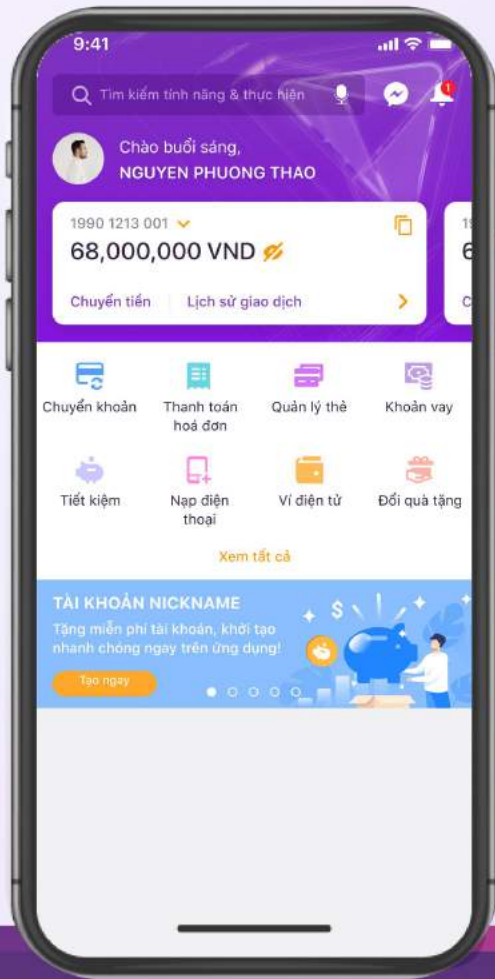 9:41
Tìm kiếm tính năng & thực hiện
1
Chào buổi sáng,
NGUYEN PHUONG THAO
1990 1213 001
68,000,000 VND
Chuyển tiền
Lịch sử giao dịch
Chuyển khoản
Thanh toán
hoá đơn
Quản lý thẻ
Khoản vay
Tiết kiệm
Nạp điện
thoại
Ví điện tử
Đổi quà tặng
Xem tất cả
TÀI KHOẢN NICKNAME
Tặng miễn phí tài khoản, khởi tạo
nhanh chóng ngay trên ứng dụng!
Tạo ngay